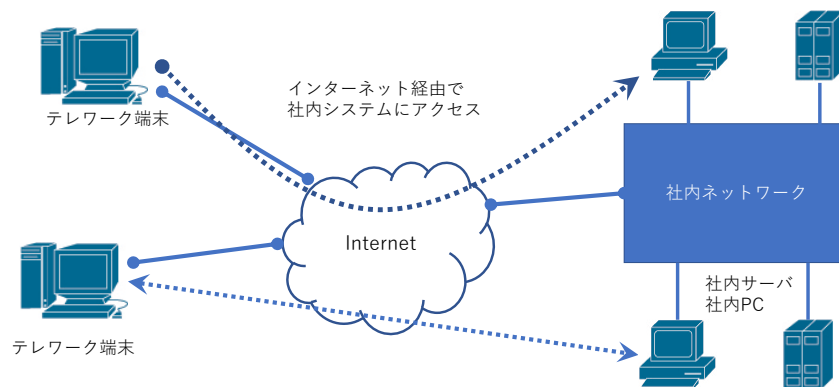 インターネット経由で
社内システムにアクセス
テレワーク端末
社内ネットワーク
Internet
社内サーバ
社内PC
テレワーク端末